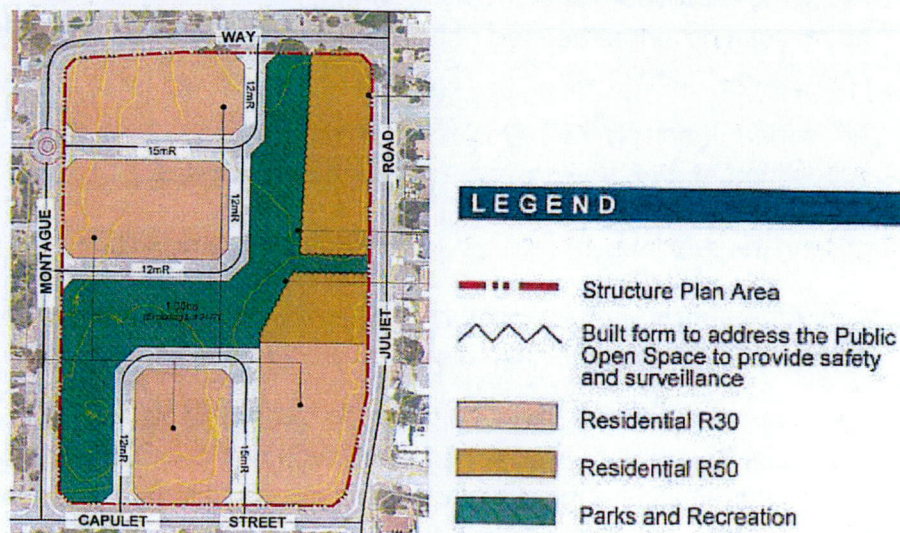 WAY
12mR
15mR
ROAD
12mR
MONTAGUE
12mR
JULIET
12mR
15mR
CAPULET STREET
LEGEND
Structure Plan Area
Built form to address the Public
Open Space to provide safety
and surveillance
Residential R30
Residential R50
Parks and Recreation